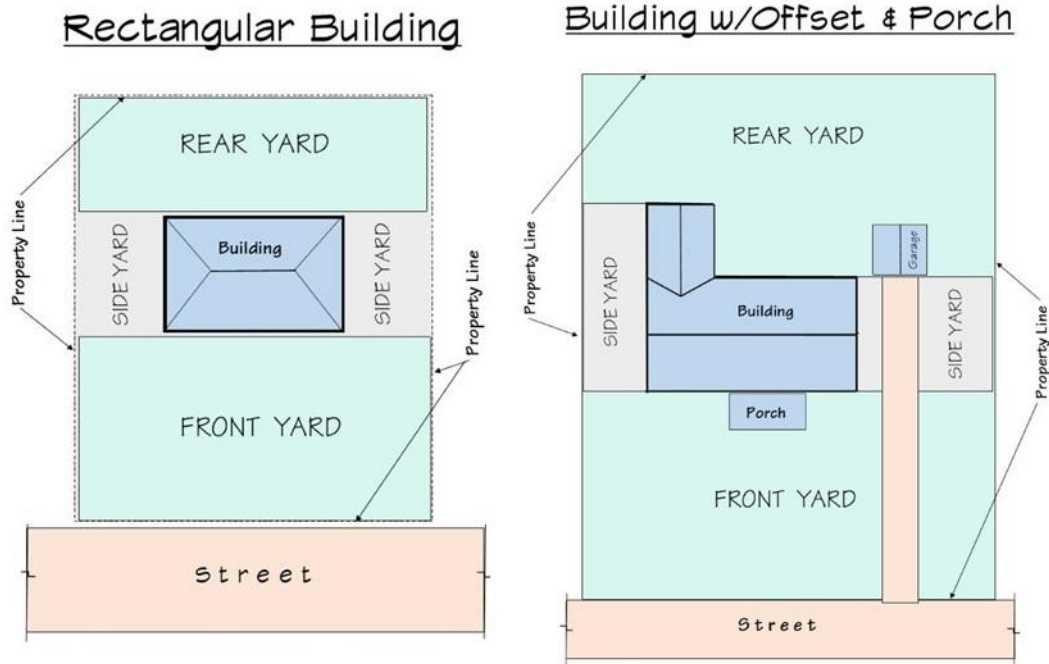 Rectangular Building
REAR YARD
Property Line
SIDE YARD
Building
SIDE YARD
Property Line
FRONT YARD
Street
Building w/Offset & Porch
REAR YARD
Property Line
SIDE YARD
Garage
Building
SIDE YARD
Property Line
Porch
FRONT YARD
Street